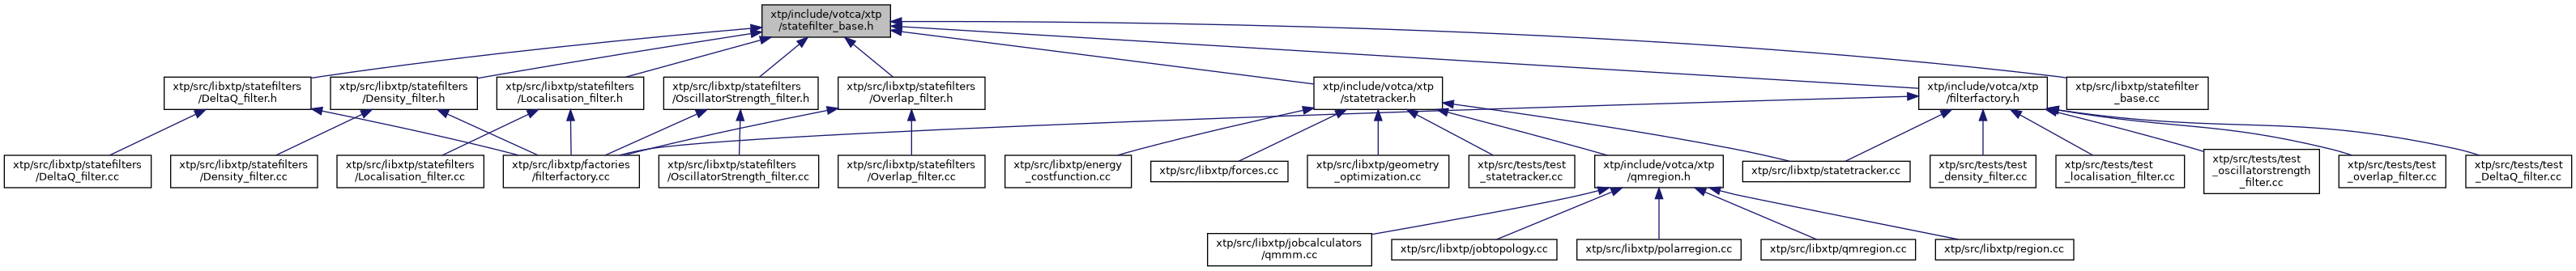 xtp/include/votca/xtp
/statefilter_base.h
xtp/src/libxtp/statefilters
/DeltaQ_filter.h
xtp/src/libxtp/statefilters
/Density_filter.h
xtp/src/libxtp/statefilters
/Localisation_filter.h
xtp/src/libxtp/statefilters
/OscillatorStrength_filter.h
xtp/src/libxtp/statefilters
/Overlap_filter.h
xtp/include/votca/xtp
/statetracker.h
xtp/include/votca/xtp
/filterfactory.h
xtp/src/libxtp/statefilter
_base.cc
xtp/src/libxtp/statefilters
/DeltaQ_filter.cc
xtp/src/libxtp/statefilters
/Density_filter.cc
xtp/src/libxtp/statefilters
/Localisation_filter.cc
xtp/src/libxtp/factories
/filterfactory.cc
xtp/src/libxtp/statefilters
/OscillatorStrength_filter.cc
xtp/src/libxtp/statefilters
/Overlap_filter.cc
xtp/src/libxtp/energy
_costfunction.cc
xtp/src/libxtp/forces.cc
xtp/src/libxtp/geometry
_optimization.cc
xtp/src/tests/test
_statetracker.cc
xtp/include/votca/xtp
/qmregion.h
xtp/src/libxtp/statetracker.cc
xtp/src/tests/test
_density_filter.cc
xtp/src/tests/test
_localisation_filter.cc
xtp/src/tests/test
_oscillatorstrength
_filter.cc
xtp/src/tests/test
_overlap_filter.cc
xtp/src/tests/test
_DeltaQ_filter.cc
xtp/src/libxtp/jobcalculators
/qmmm.cc
xtp/src/libxtp/jobtopology.cc
xtp/src/libxtp/polarregion.cc
xtp/src/libxtp/qmregion.cc
xtp/src/libxtp/region.cc